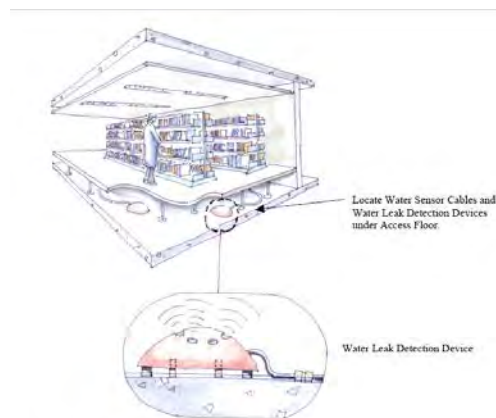 Locate Water Sensor Cables and
Water Leak Detection Devices
under Access Floor
Water Leak Detection Device